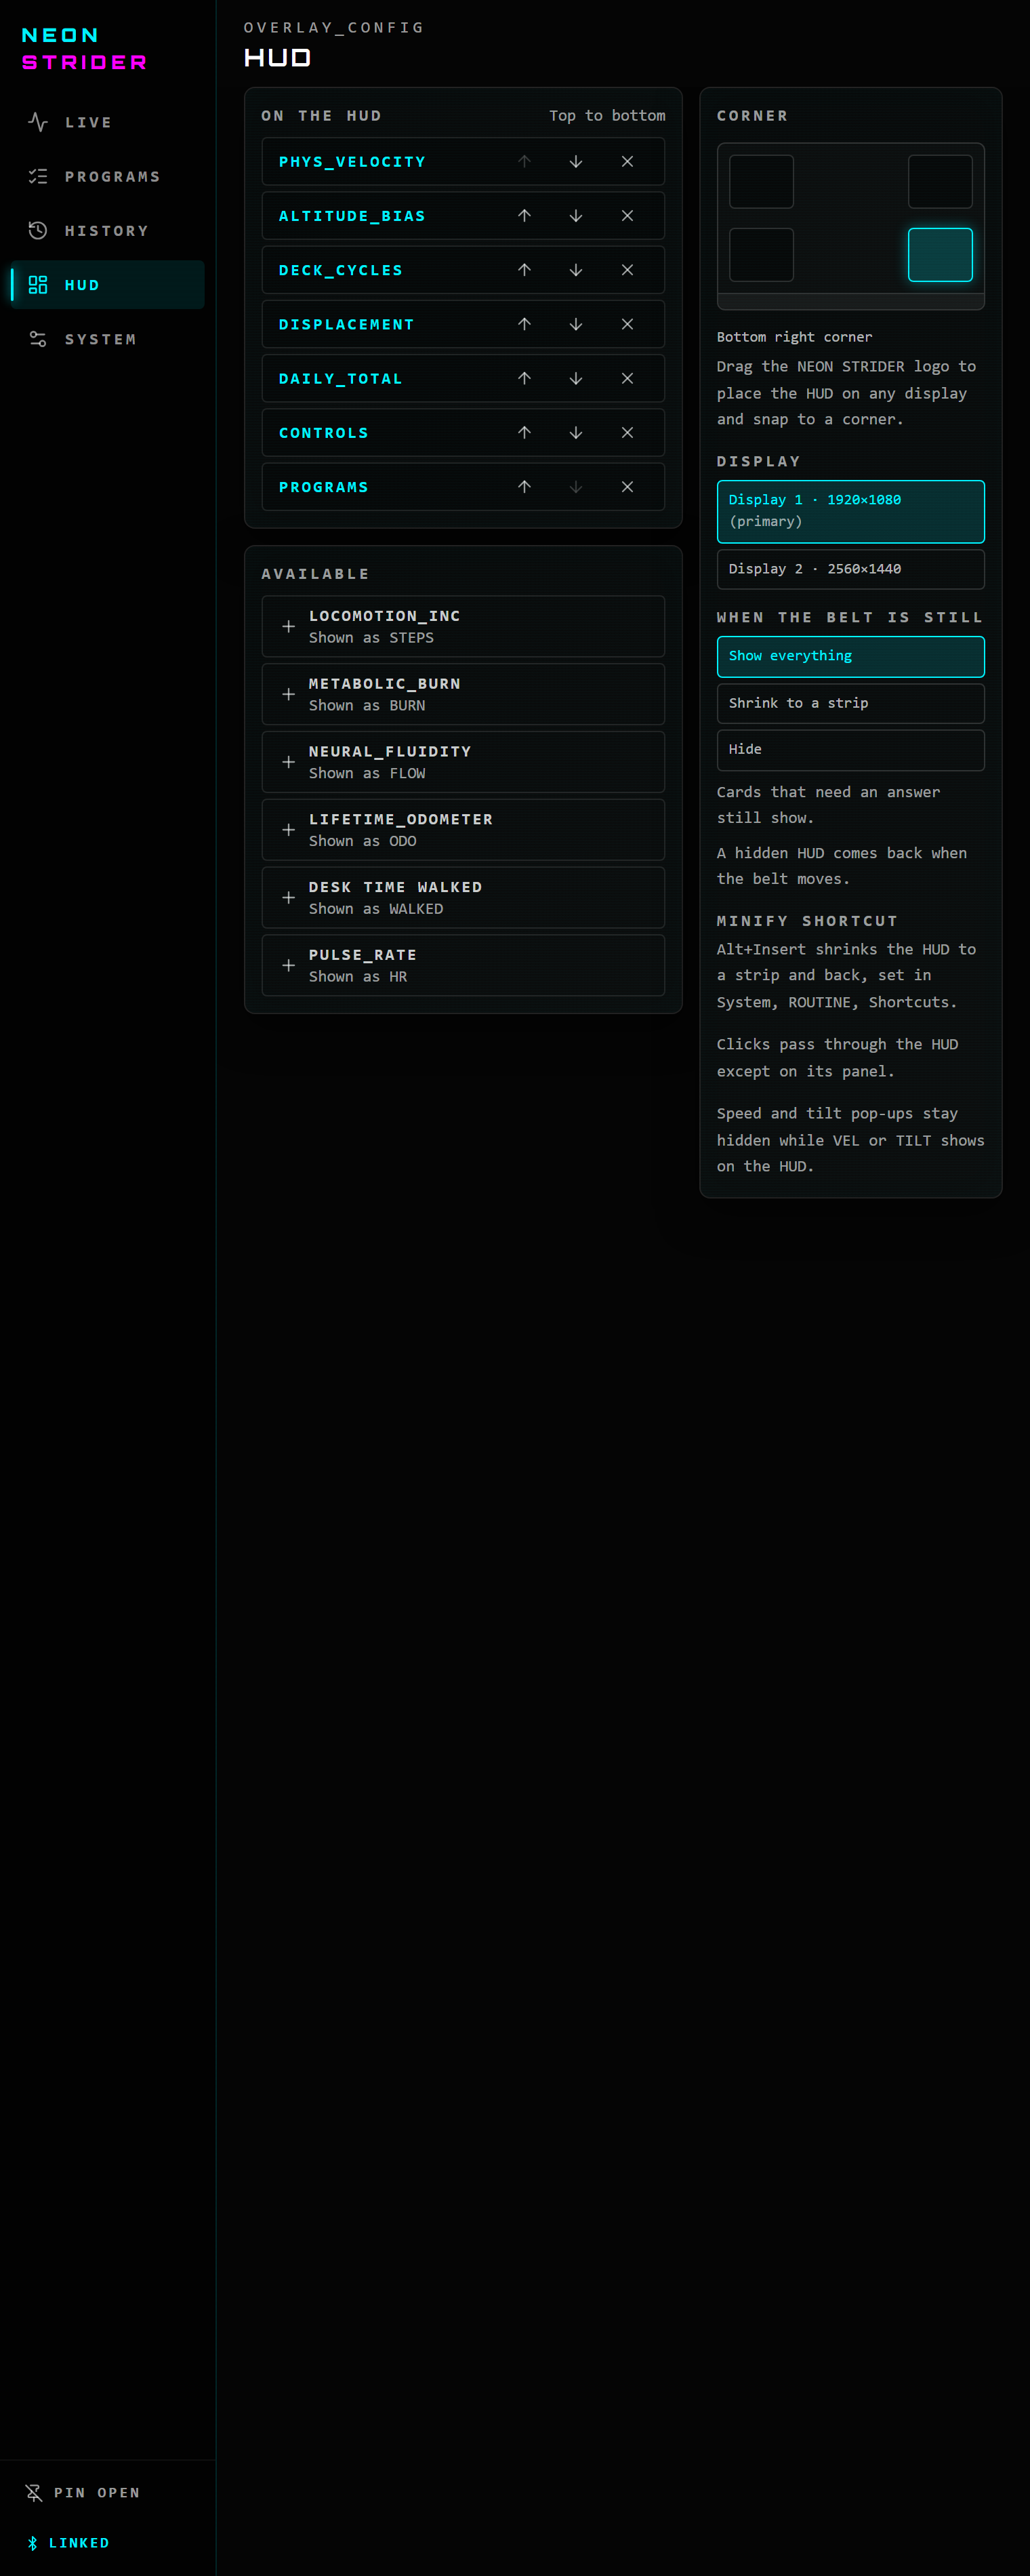 NEON
STRIDER
LIVE
PROGRAMS
HISTORY
HUD
SYSTEM
PIN OPEN
LINKED
OVERLAY_CONFIG
HUD
ON THE HUD
Top to bottom
PHYS_VELOCITY
ALTITUDE_BIAS
DECK_CYCLES
DISPLACEMENT
DAILY_TOTAL
CONTROLS
PROGRAMS
AVAILABLE
LOCOMOTION_INC
Shown as STEPS
METABOLIC_BURN
Shown as BURN
NEURAL_FLUIDITY
Shown as FLOW
LIFETIME_ODOMETER
Shown as ODO
DESK TIME WALKED
Shown as WALKED
PULSE_RATE
Shown as HR
CORNER
Bottom right corner
Drag the NEON STRIDER logo to
place the HUD on any display
and snap to a corner.
DISPLAY
Display 1 · 1920×1080
(primary)
Display 2 · 2560×1440
WHEN THE BELT IS STILL
Show everything
Shrink to a strip
Hide
Cards that need an answer
still show.
A hidden HUD comes back when
the belt moves.
MINIFY SHORTCUT
Alt+Insert shrinks the HUD to
a strip and back, set in
System, ROUTINE, Shortcuts.
Clicks pass through the HUD
except on its panel.
Speed and tilt pop-ups stay
hidden while VEL or TILT shows
on the HUD.